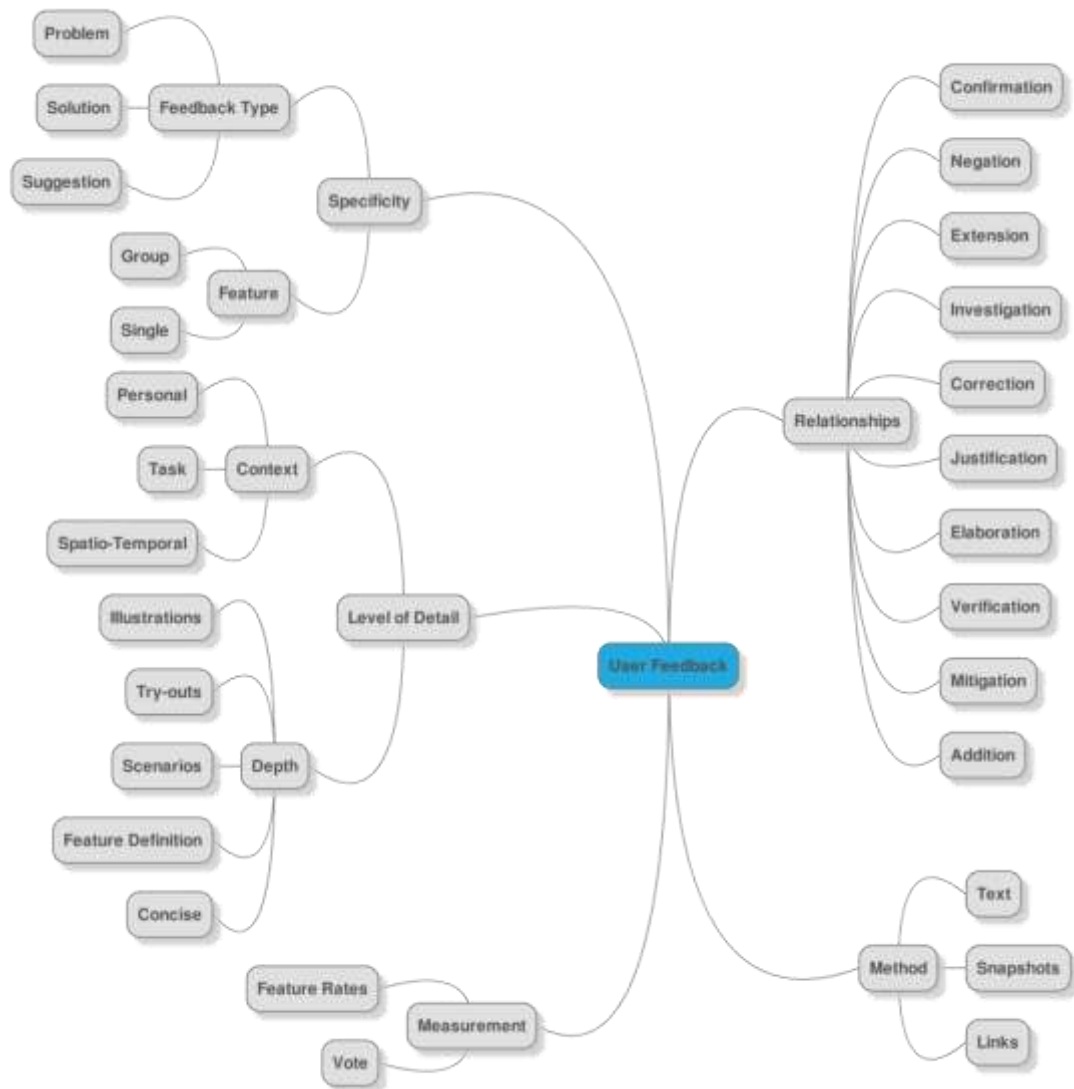 Problem
Solution
Feedback Type
Suggestion
Specificity
Group
Feature
Single
Personal
Task
Context
Spatio-Temporal
Illustrations
Level of Detail
Try-outs
Scenarios
Depth
Feature Definition
Concise
Feature Rates
Measurement
Vote
User Feedback
Confirmation
Negation
Extension
Investigation
Correction
Relationships
Justification
Elaboration
Verification
Mitigation
Addition
Text
Method
Snapshots
Links